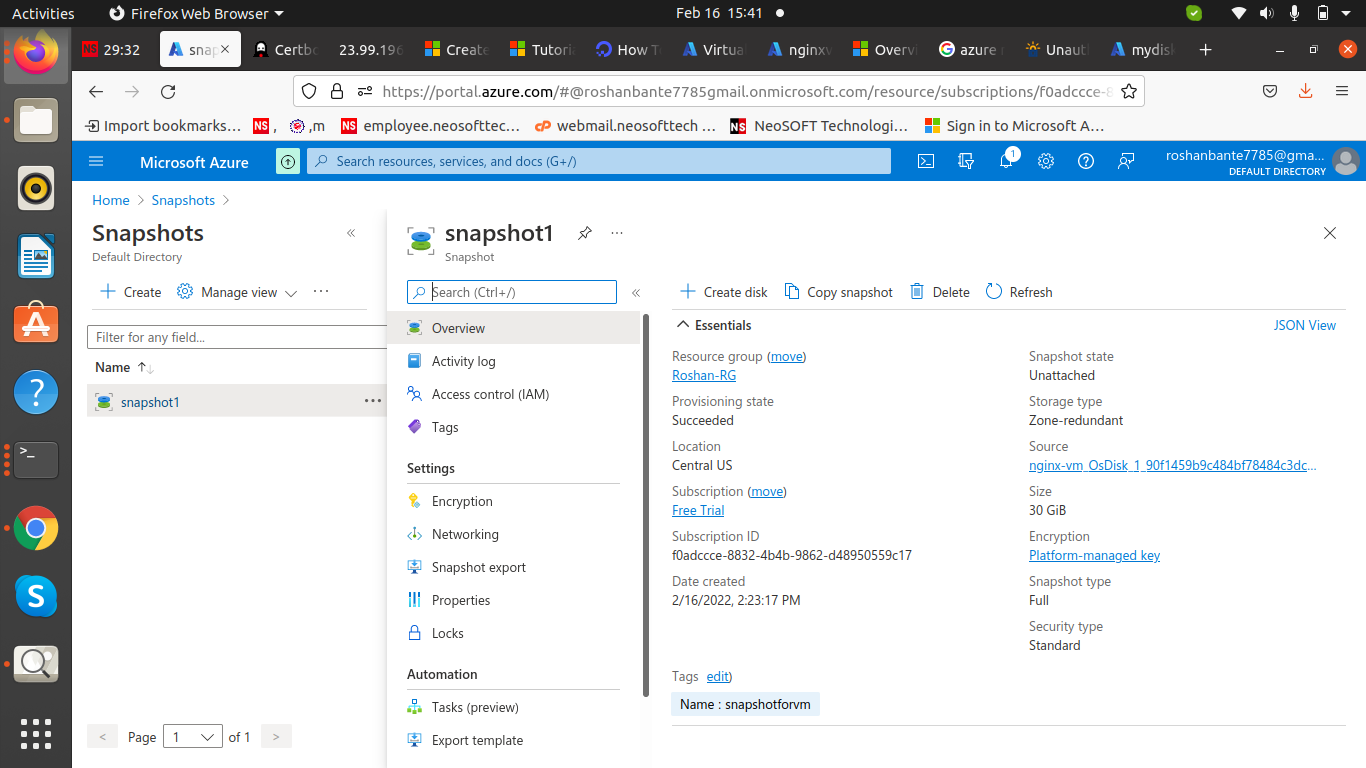 Activities
Firefox Web Browser
Feb 16 15:41
NS 29:32
snap
Certbo
23.99.196
Create
Tutori
How T
Virtua
nginxv
Overvi
azure
Unaut
mydis
https://portal.azure.com/#@roshanbante7785gmail.onmicrosoft.com/resource/subscriptions/f0adccce-8
Import bookmarks...
NS ,
,m
NS employee.neosofttec...
cP webmail.neosofttech ...
NS NeoSOFT Technologi...
Sign in to Microsoft A...
Microsoft Azure
Search resources, services, and docs (G+/)
1
roshanbante7785@gma...
DEFAULT DIRECTORY
Home > Snapshots >
Snapshots
Default Directory
Create
Manage view
...
Filter for any field...
Name
snapshot1
...
< Page 1 of 1 >
snapshot1
...
Snapshot
Search (Ctrl+/)
Overview
Activity log
Access control (IAM)
Tags
Settings
Encryption
Networking
Snapshot export
Properties
Locks
Automation
Tasks (preview)
Export template
Create disk
Copy snapshot
Delete
Refresh
Essentials
JSON View
Resource group (move)
Roshan-RG
Provisioning state
Succeeded
Location
Central US
Subscription (move)
Free Trial
Subscription ID
f0adccce-8832-4b4b-9862-d48950559c17
Date created
2/16/2022, 2:23:17 PM
Snapshot state
Unattached
Storage type
Zone-redundant
Source
nginx-vm_OsDisk_1_90f1459b9c484bf78484c3dc...
Size
30 GiB
Encryption
Platform-managed key
Snapshot type
Full
Security type
Standard
Tags edit)
Name : snapshotforvm